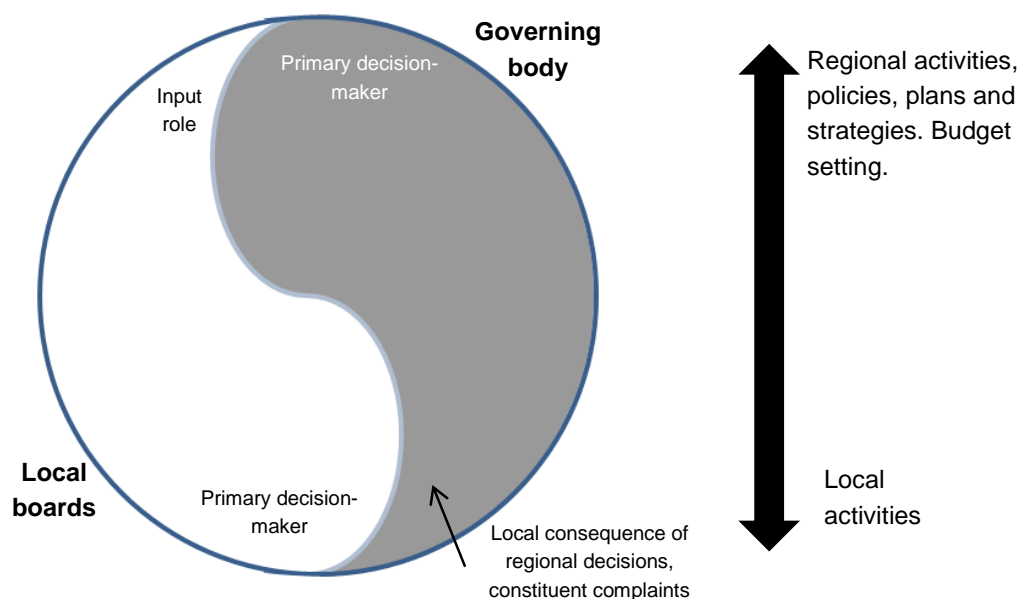 Governing
body
Primary decision-
maker
Input
role
Regional activities,
policies, plans and
strategies. Budget
setting.
Local
boards
Primary decision-
maker
Local consequence of
regional decisions,
constituent complaints
Local
activities